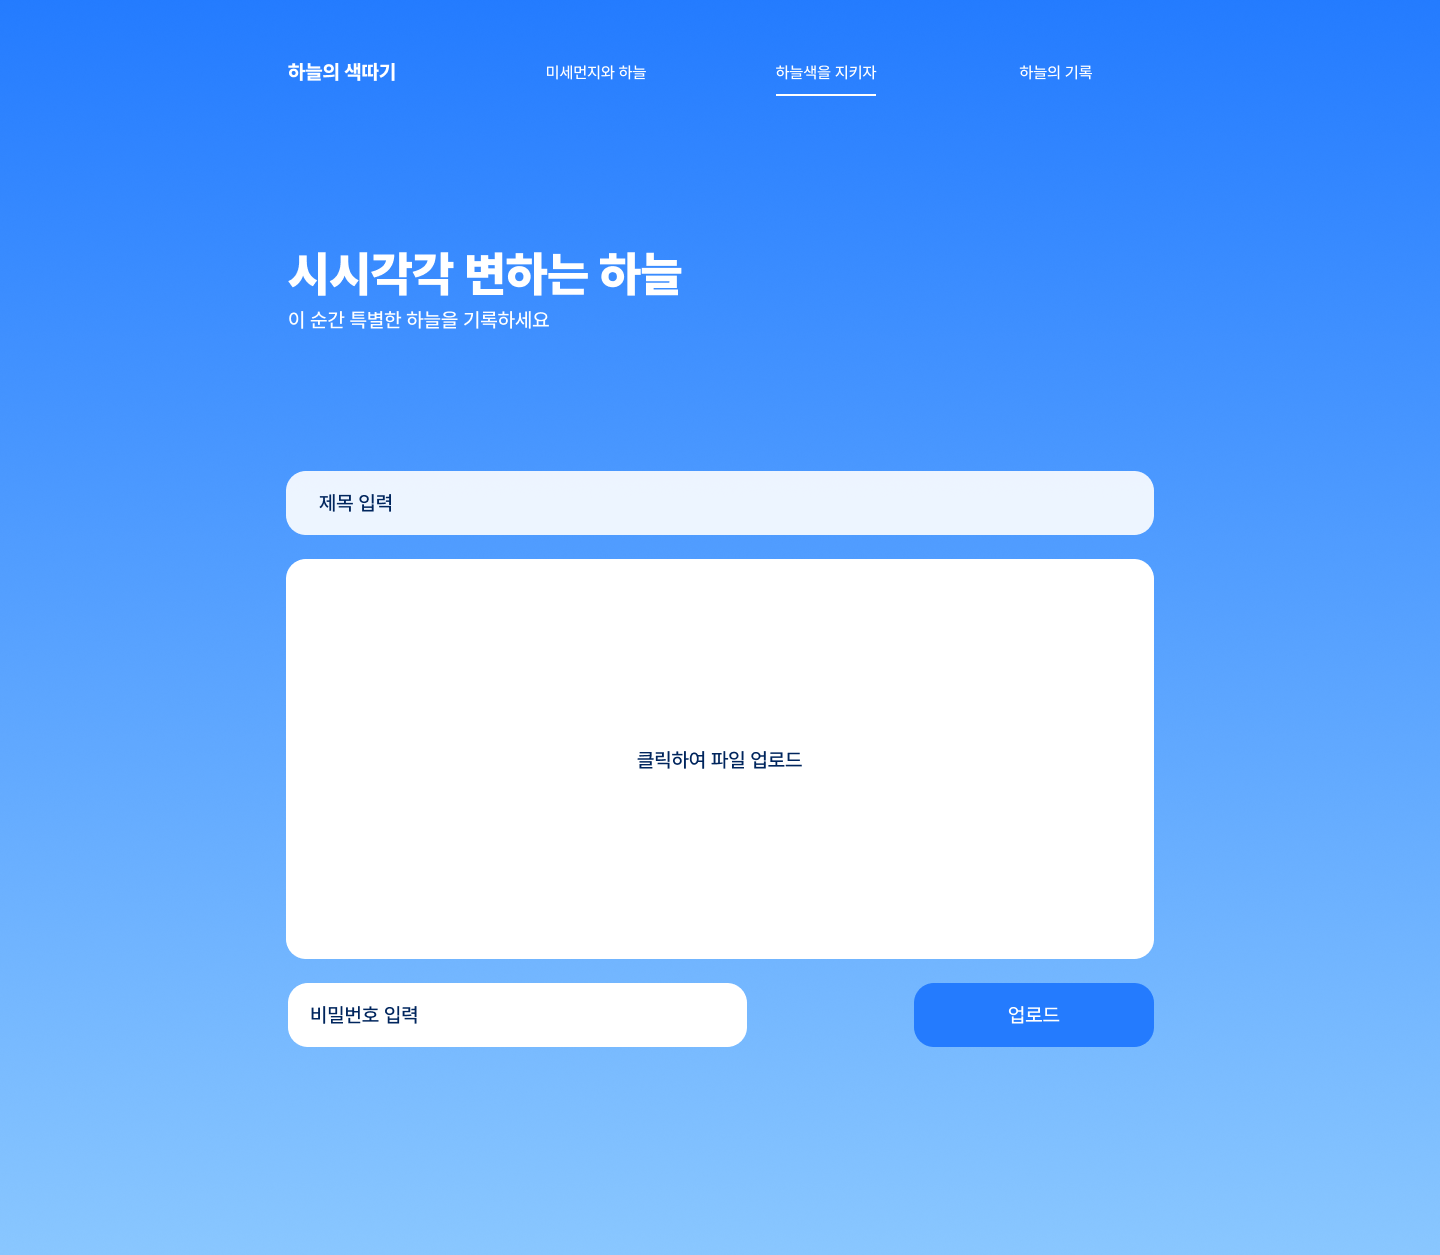 하늘의 색따기
미세먼지와 하늘
하늘색을 지키자
하늘의 기록
시시각각 변하는 하늘
이 순간 특별한 하늘을 기록하세요
제목 입력
클릭하여 파일 업로드
비밀번호 입력
업로드